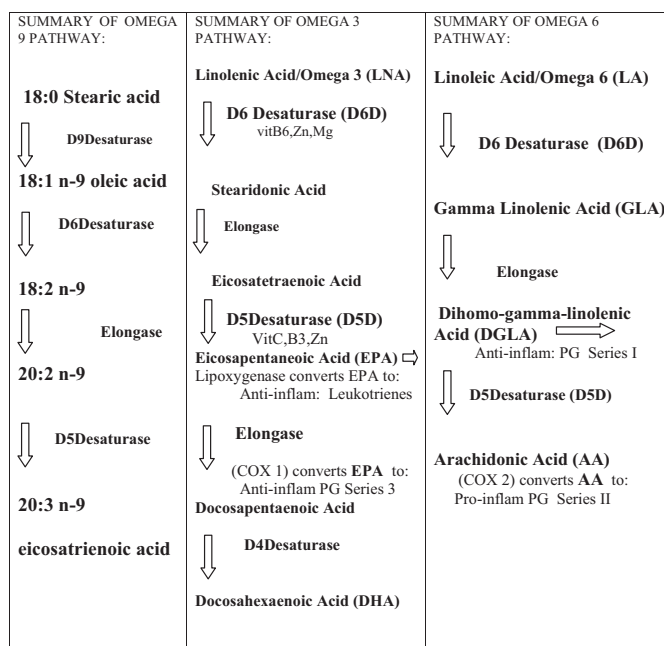 SUMMARY OF OMEGA
9 PATHWAY:
18:0 Stearic acid
D9Desaturase
18:1 n-9 oleic acid
D6Desaturase
18:2 n-9
Elongase
20:2 n-9
D5Desaturase
20:3 n-9
eicosatrienoic acid
SUMMARY OF OMEGA 3
PATHWAY:
Linolenic Acid/Omega 3 (LNA)
D6 Desaturase (D6D)
vitB6,Zn,Mg
Stearidonic Acid
Elongase
Eicosatetraenoic Acid
D5Desaturase (D5D)
VitC,B3,Zn
Eicosapentaneoic Acid (EPA)
Lipoxygenase converts EPA to:
Anti-inflam: Leukotrienes
Elongase
(COX 1) converts EPA to:
Anti-inflam PG Series 3
Docosapentaenoic Acid
D4Desaturase
Docosahexaenoic Acid (DHA)
SUMMARY OF OMEGA 6
PATHWAY:
Linoleic Acid/Omega 6 (LA)
D6 Desaturase (D6D)
Gamma Linolenic Acid (GLA)
Elongase
Dihomo-gamma-linolenic
Acid (DGLA)
Anti-inflam: PG Series I
D5Desaturase (D5D)
Arachidonic Acid (AA)
(COX 2) converts AA to:
Pro-inflam PG Series II